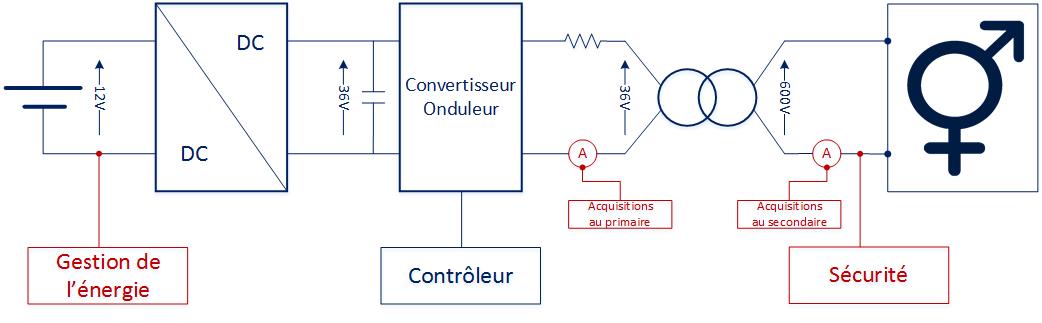 DC
DC
12V
36V
Convertisseur
Onduleur
36V
600V
A
A
Acquisitions
au primaire
Acquisitions
au secondaire
Gestion de
l'énergie
Contrôleur
Sécurité